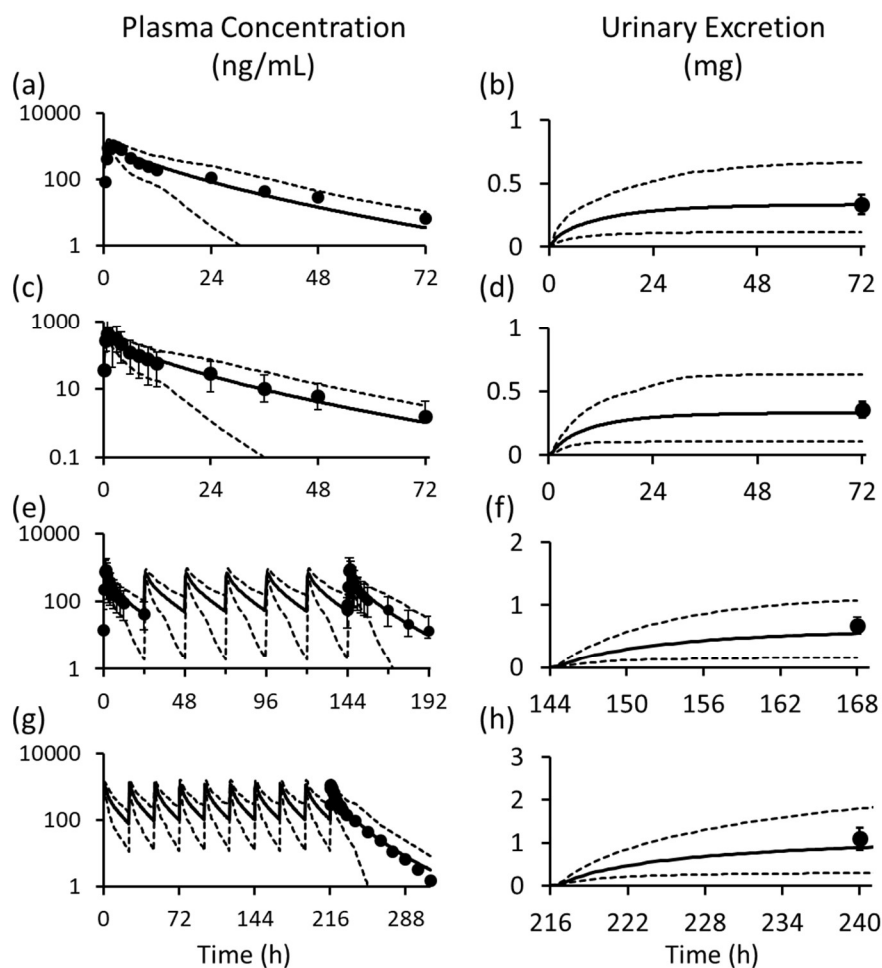 Plasma Concentration
(ng/mL)
Urinary Excretion
(mg)
(a)
10000
100
1
0 24 48 72
(b)
1
0.5
0
0 24 48 72
(c)
1000
10
0.1
0 24 48 72
(d)
1
0.5
0
0 24 48 72
(e)
10000
100
1
0 48 96 144 192
(f)
2
1
0
144 150 156 162 168
(g)
10000
100
1
0 72 144 216 288
Time (h)
(h)
3
2
1
0
216 222 228 234 240
Time (h)